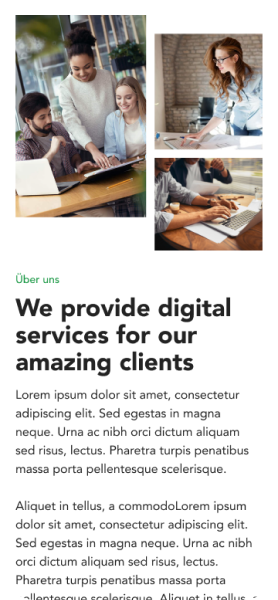 Über uns
We provide digital
services for our
amazing clients
Lorem ipsum dolor sit amet, consectetur
adipiscing elit. Sed egestas in magna
neque. Urna ac nibh orci dictum aliquam
sed risus, lectus. Pharetra turpis penatibus
massa porta pellentesque scelerisque.
Aliquet in tellus, a commodoLorem ipsum
dolor sit amet, consectetur adipiscing elit.
Sed egestas in magna neque. Urna ac nibh
orci dictum aliquam sed risus, lectus.
Pharetra turpis penatibus massa porta
pellentesque scelerisque. Aliquet in tellus,